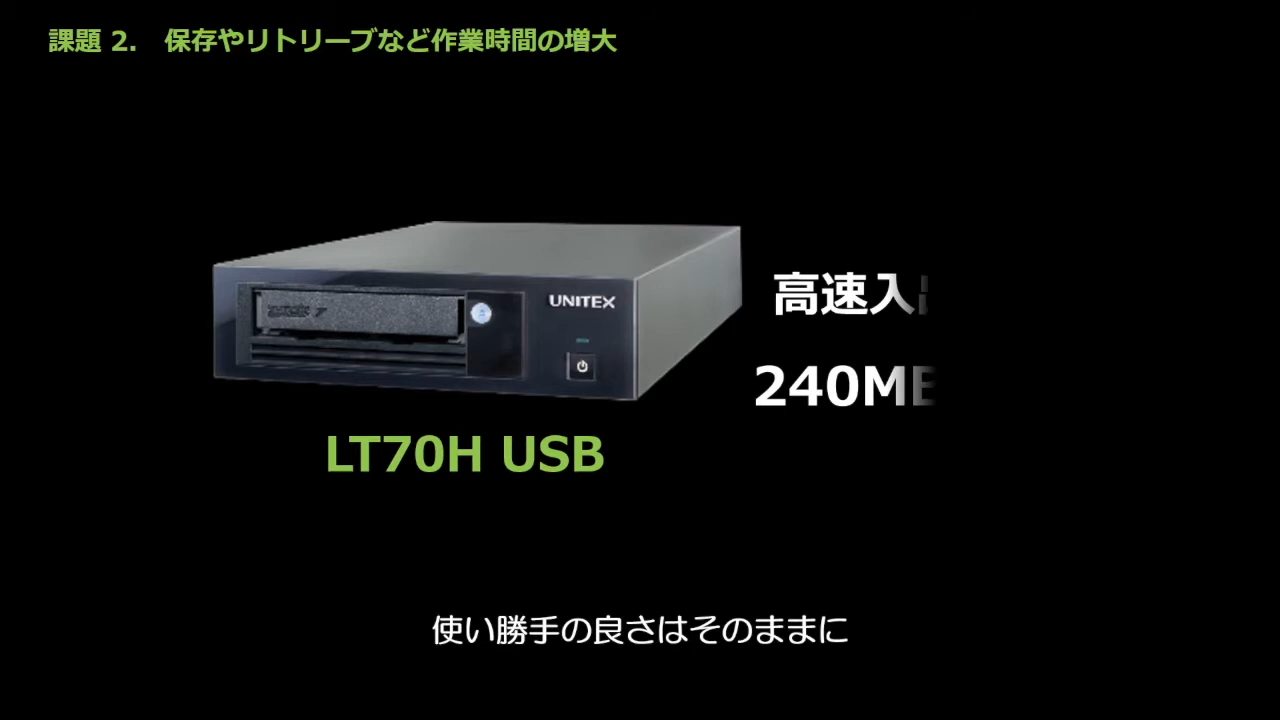 課題 2. 保存やリトリーブなど作業時間の増大
UNITEX
高速入
240MB
LT70H USB
使い勝手の良さはそのままに